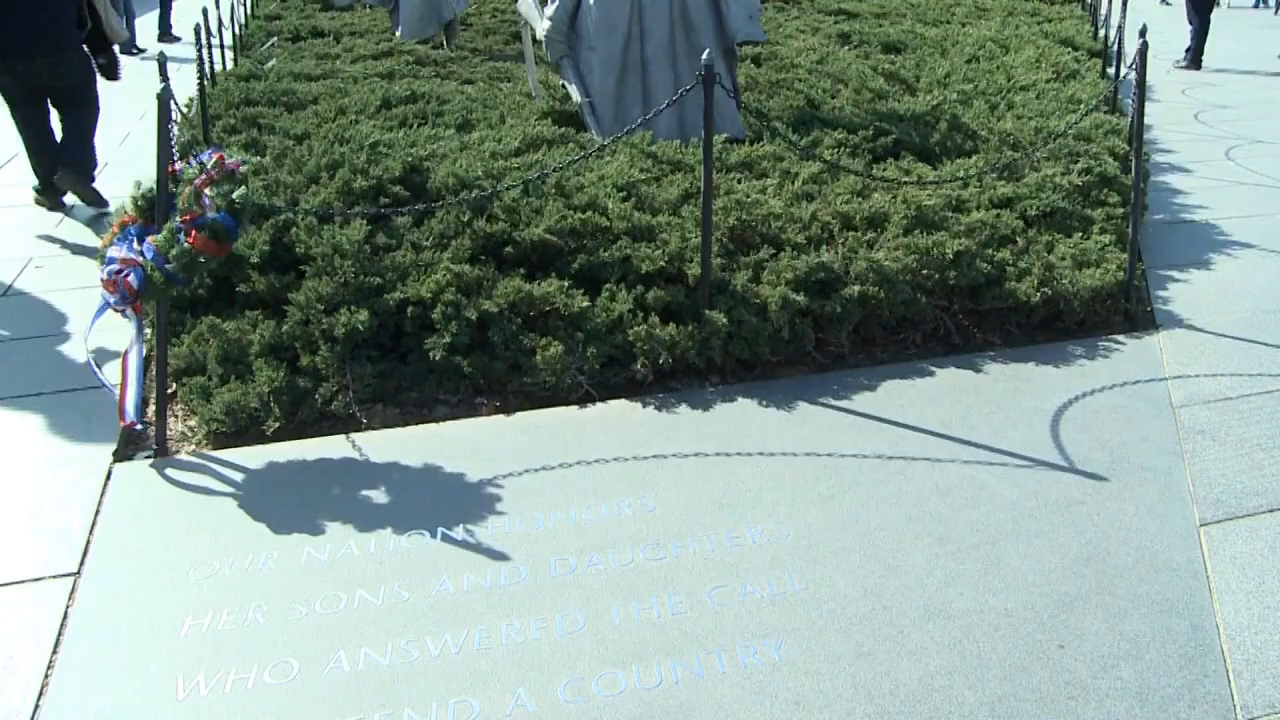 OUR NATION HONORS
HER SONS AND DAUGHTERS
WHO ANSWERED THE CALL
A COUNTRY